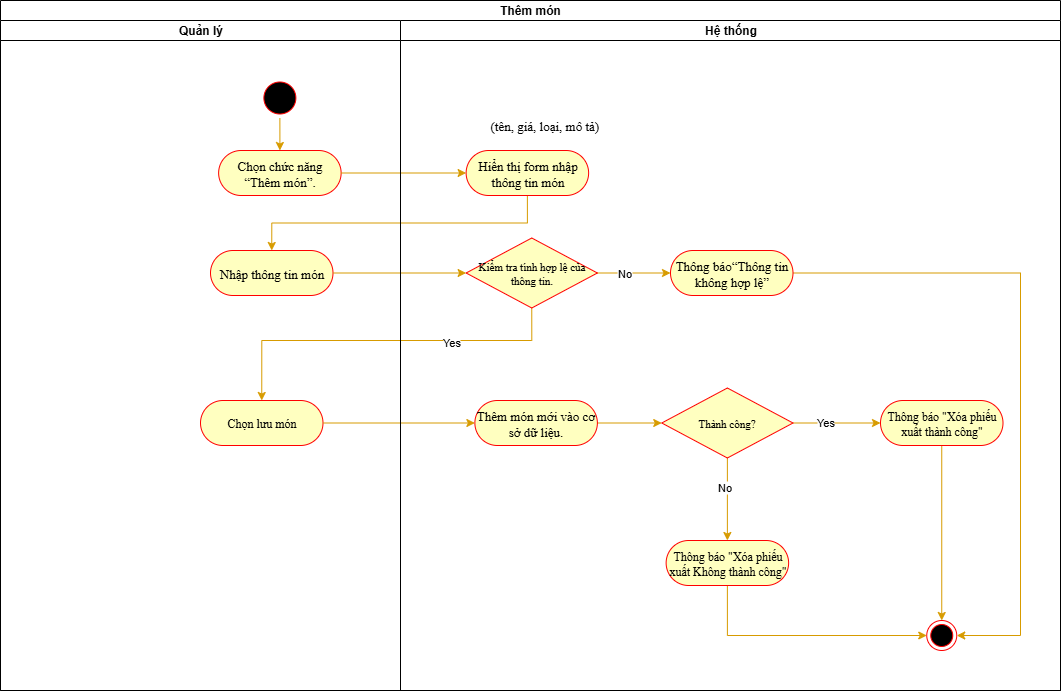 Thêm món
Quản lý
Hệ thống
(tên, giá, loại, mô tả)
Chọn chức năng
“Thêm món”.
Hiển thị form nhập
thông tin món
Nhập thông tin món
Kiểm tra tính hợp lệ của
thông tin.
No
Thông báo“Thông tin
không hợp lệ”
Yes
Chọn lưu món
Thêm món mới vào cơ
sở dữ liệu.
Thành công?
Yes
Thông báo "Xóa phiếu
xuất thành công"
No
Thông báo "Xóa phiếu
xuất Không thành công"